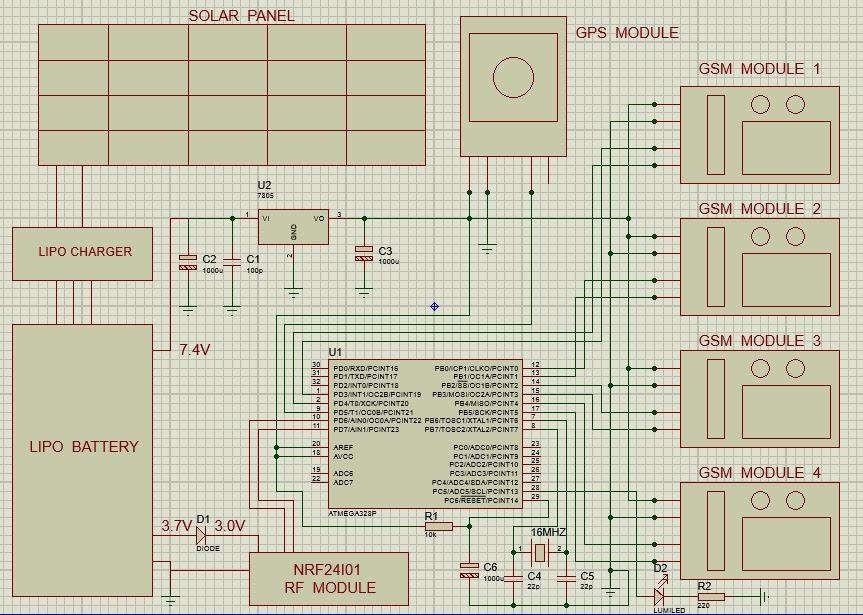 SOLAR PANEL
GPS MODULE
GSM MODULE 1
U2
7805
1
VI
VO
3
GND
2
LIPO CHARGER
C2
1000u
C1
100p
C3
1000u
GSM MODULE 2
7.4V
GSM MODULE 3
U1
30
PD0/RXD/PCINT16
31
PD1/TXD/PCINT17
32
PD2/INT0/PCINT18
1
PD3/INT1/OC2B/PCINT19
2
PD4/T0/XCK/PCINT20
9
PD5/T1/OC0B/PCINT21
10
PD6/AIN0/OC0A/PCINT22
11
PD7/AIN1/PCINT23
20
AREF
18
AVCC
19
ADC6
22
ADC7
PB0/ICP1/CLKO/PCINT0
12
PB1/OC1A/PCINT1
13
PB2/SS/OC1B/PCINT2
14
PB3/MOSI/OC2A/PCINT3
15
PB4/MISO/PCINT4
16
PB5/SCK/PCINT5
17
PB6/TOSC1/XTAL1/PCINT6
7
PB7/TOSC2/XTAL2/PCINT7
8
PC0/ADC0/PCINT8
23
PC1/ADC1/PCINT9
24
PC2/ADC2/PCINT10
25
PC3/ADC3/PCINT11
26
PC4/ADC4/SDA/PCINT12
27
PC5/ADC5/SCL/PCINT13
28
PC6/RESET/PCINT14
29
ATMEGA328P
LIPO BATTERY
GSM MODULE 4
3.7V
D1
3.0V
DIODE
R1
10k
16MHZ
1
2
NRF24l01
RF MODULE
C6
1000u
C4
22p
C5
22p
D2
LUMILED
R2
220